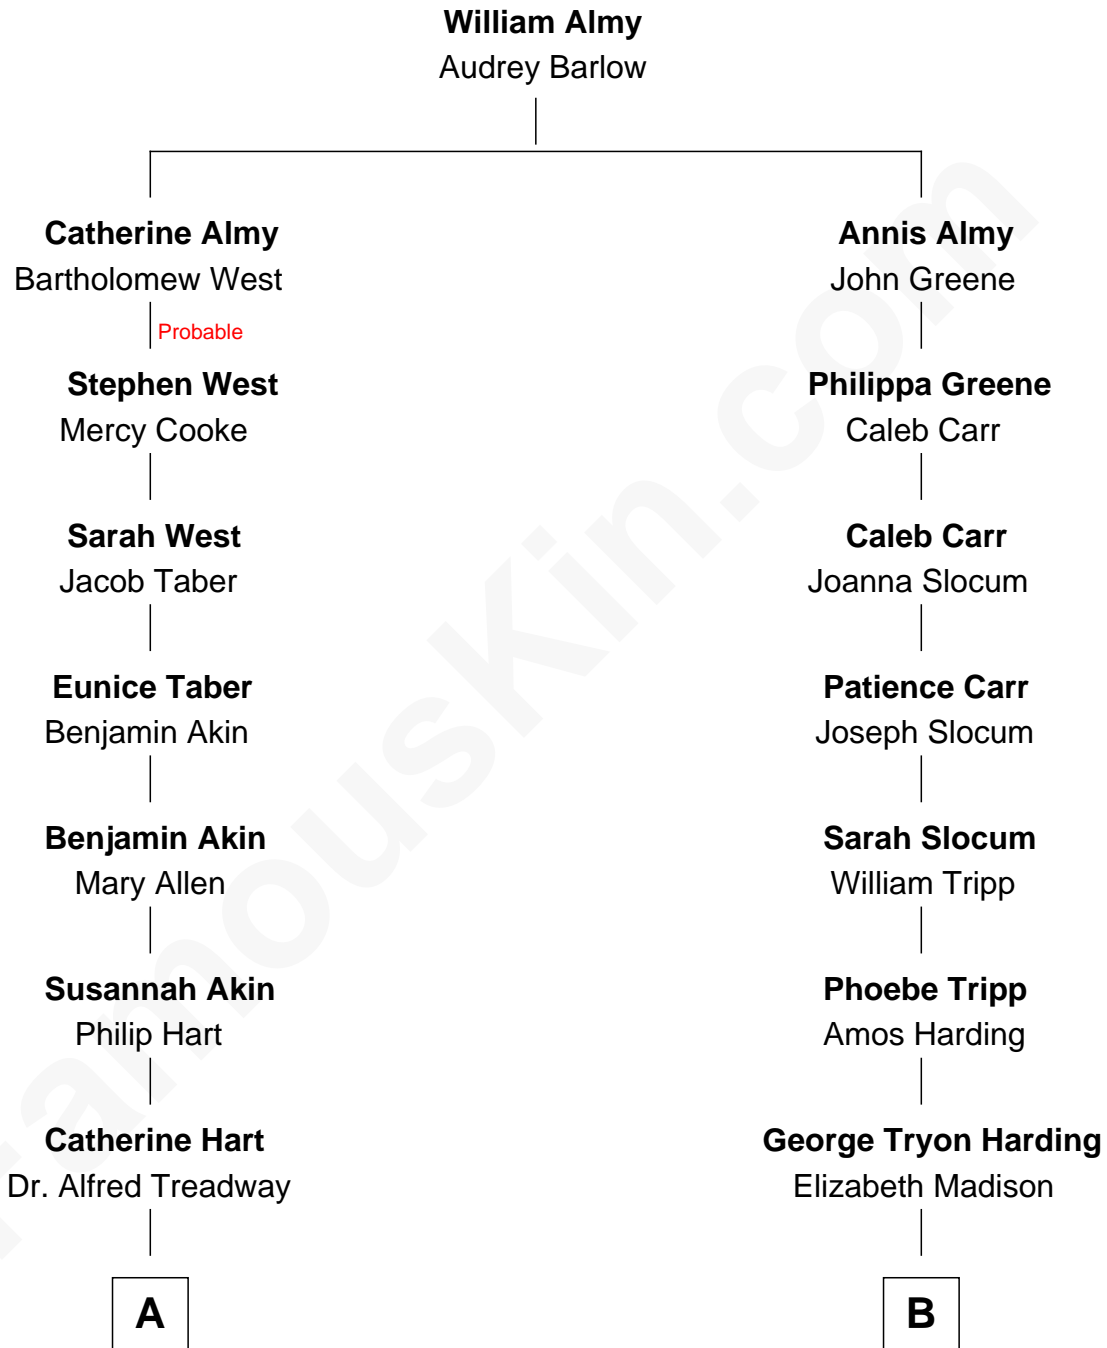 William Almy
Audrey Barlow
Catherine Almy
Bartholomew West
Probable
Stephen West
Mercy Cooke
Sarah West
Jacob Taber
Eunice Taber
Benjamin Akin
Benjamin Akin
Mary Allen
Susannah Akin
Philip Hart
Catherine Hart
Dr. Alfred Treadway
A
Annis Almy
John Greene
Philippa Greene
Caleb Carr
Caleb Carr
Joanna Slocum
Patience Carr
Joseph Slocum
Sarah Slocum
William Tripp
Phoebe Tripp
Amos Harding
George Tryon Harding
Elizabeth Madison
B
FamousKin.com